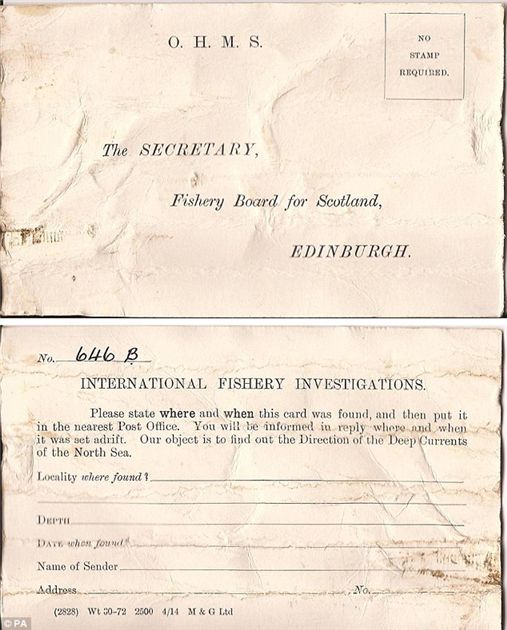 O. H. M. S.
NO
STAMP
REQUIRED.
The SECRETARY,
Fishery Board for Scotland,
EDINBURGH.
No. 646 B
INTERNATIONAL FISHERY INVESTIGATIONS.
Please state where and when this card was found, and then put it
in the nearest Post Office. You will be informed in reply where and when
it was set adrift. Our object is to find out the Direction of the Deep Currents
of the North Sea.
Locality where found?
DEPTH
DATE when found?
Name of Sender
Address No.
(2828) Wt 50-72 2500 4/14 M & G Ltd
© PA